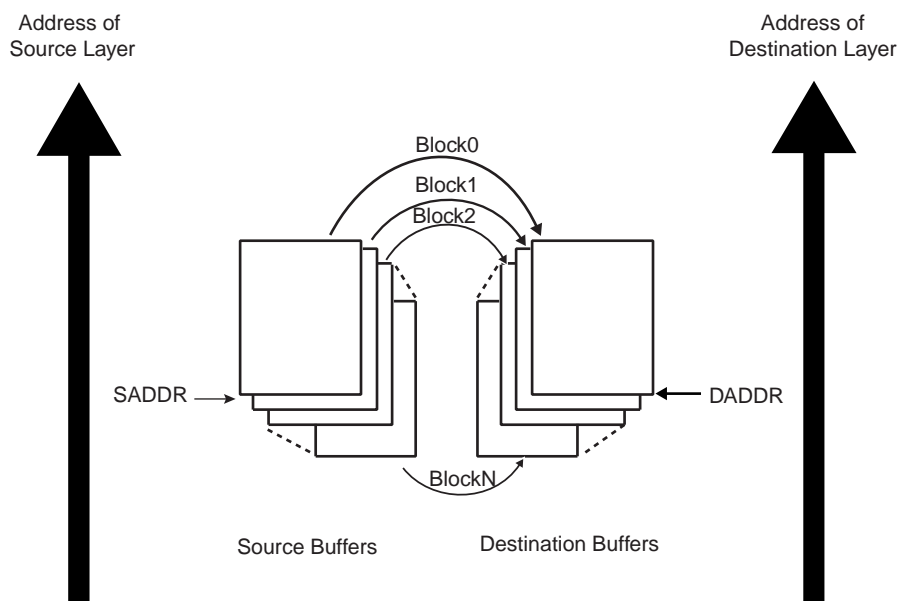 Address of
Source Layer
Address of
Destination Layer
Block0
Block1
Block2
SADDR
DADDR
BlockN
Source Buffers
Destination Buffers